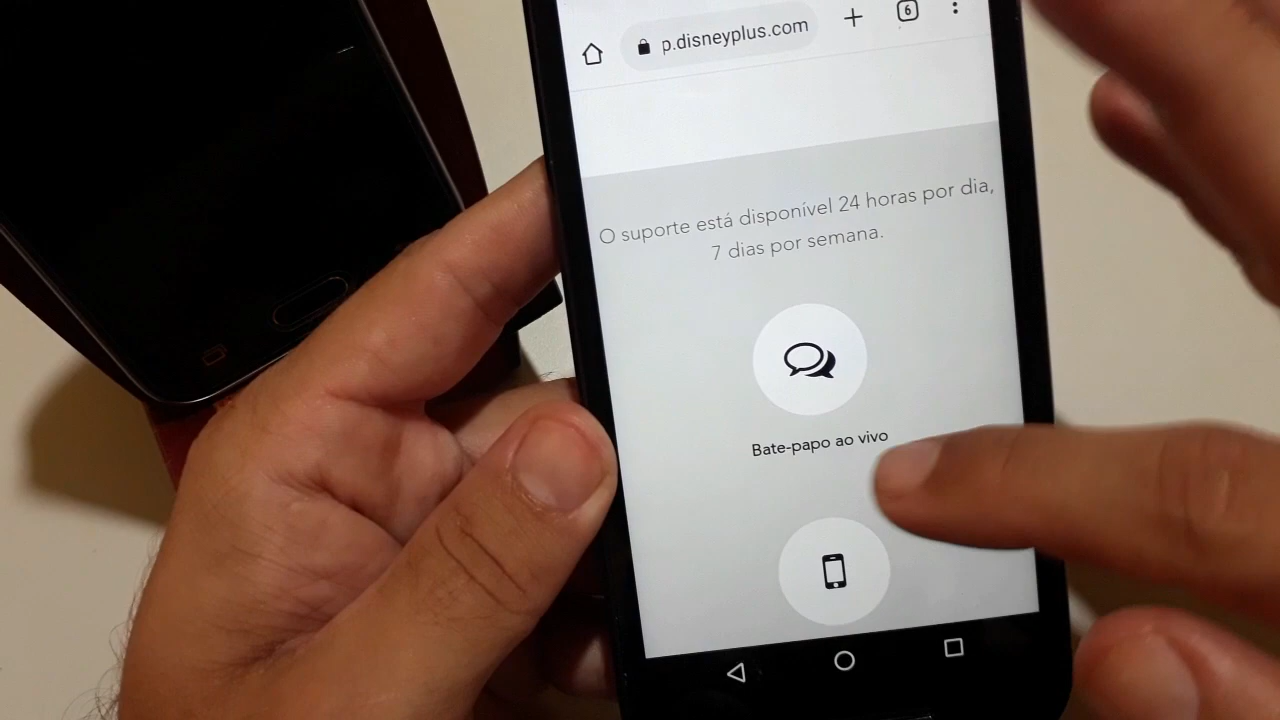 p.disneyplus.com
6
O suporte está disponível 24 horas por dia,
7 dias por semana.
Bate-papo ao vivo